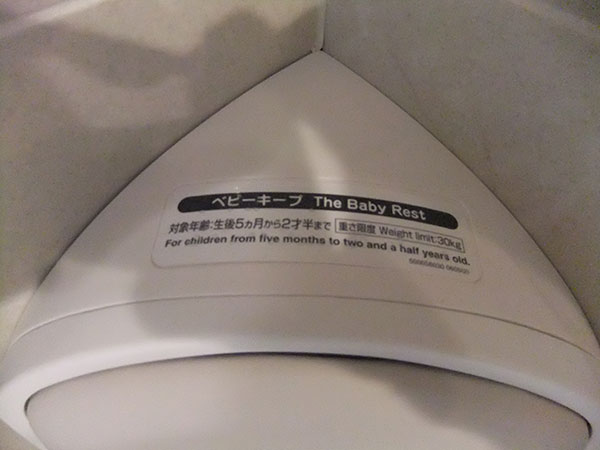 ベビーキープ The Baby Rest
対象年齢:生後5ヵ月から2才半まで 重さ限度 Weight limit:30kg
For children from five months to two and a half years old.